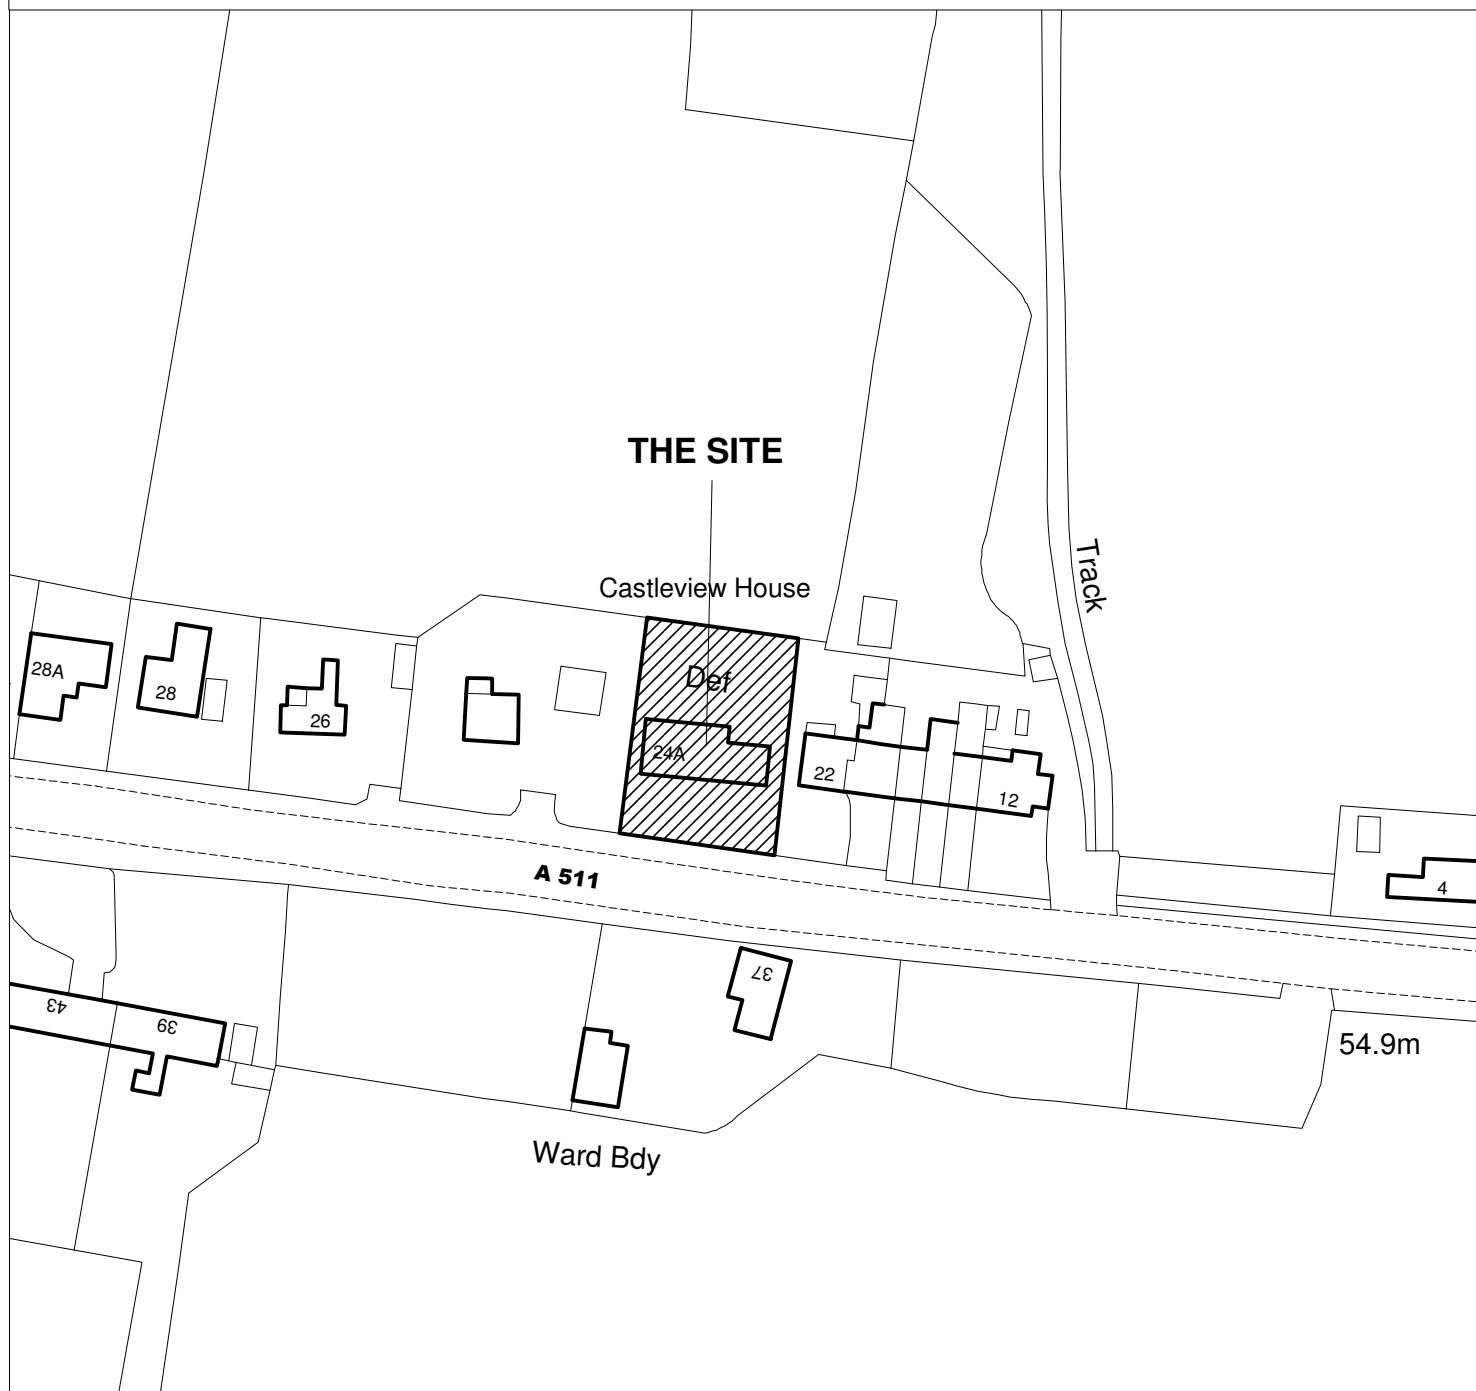 THE SITE
Track
Castleview House
28A
28
26
Def
24A
22
12
4
A 511
37
43
39
54.9m
Ward Bdy